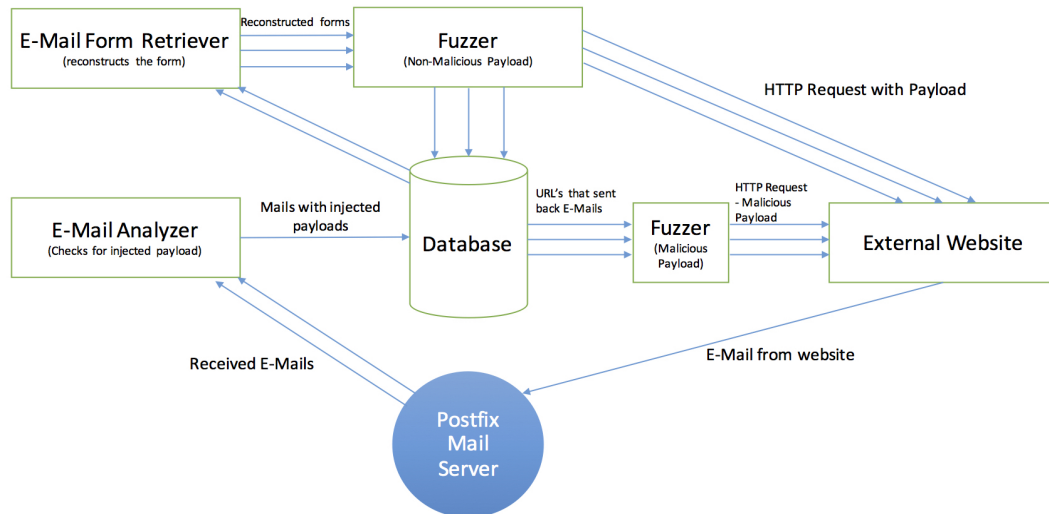 E-Mail Form Retriever
(reconstructs the form)
Reconstructed forms
Fuzzer
(Non-Malicious Payload)
HTTP Request with Payload
E-Mail Analyzer
(Checks for injected payload)
Mails with injected
payloads
Database
URL's that sent
back E-Mails
Fuzzer
(Malicious
Payload)
HTTP Request
- Malicious
Payload
External Website
Received E-Mails
E-Mail from website
Postfix
Mail
Server